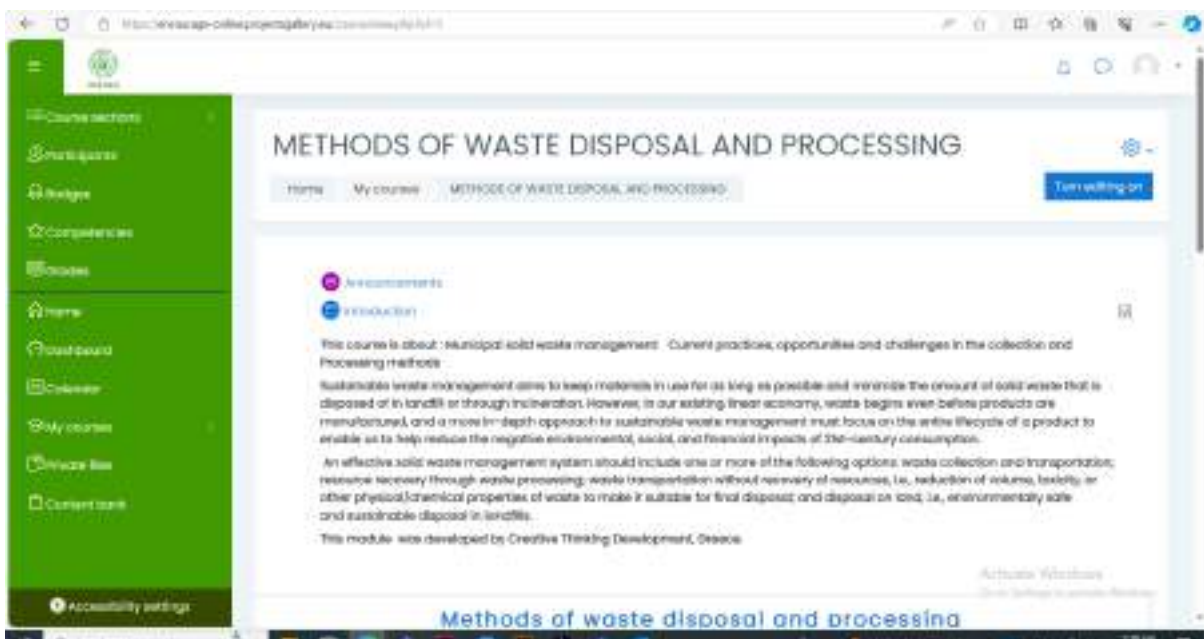 Course sections
Participants
Badges
Competencies
Grades
Home
Dashboard
Calendar
My courses
Private files
Content bank
Accessibility settings
METHODS OF WASTE DISPOSAL AND PROCESSING
Home My courses METHODS OF WASTE DISPOSAL AND PROCESSING
Turn editing on
Announcements
Introduction
This course is about : Municipal solid waste management Current practices, opportunities and challenges in the collection and
Processing methods
Sustainable waste management aims to keep materials in use for as long as possible and minimize the amount of solid waste that is
disposed of in landfill or through incineration. However, in our existing linear economy, waste begins even before products are
manufactured, and a more in-depth approach to sustainable waste management must focus on the entire lifecycle of a product to
enable us to help reduce the negative environmental, social, and financial impacts of 21st-century consumption.
An effective solid waste management system should include one or more of the following options: waste collection and transportation;
resource recovery through waste processing; waste transportation without recovery of resources, i.e., reduction of volume, toxicity, or
other physical/chemical properties of waste to make it suitable for final disposal; and disposal on land, i.e., environmentally safe
and sustainable disposal in landfills.
This module was developed by Creative Thinking Development, Greece
Activate Windows
Methods of waste disposal and processing